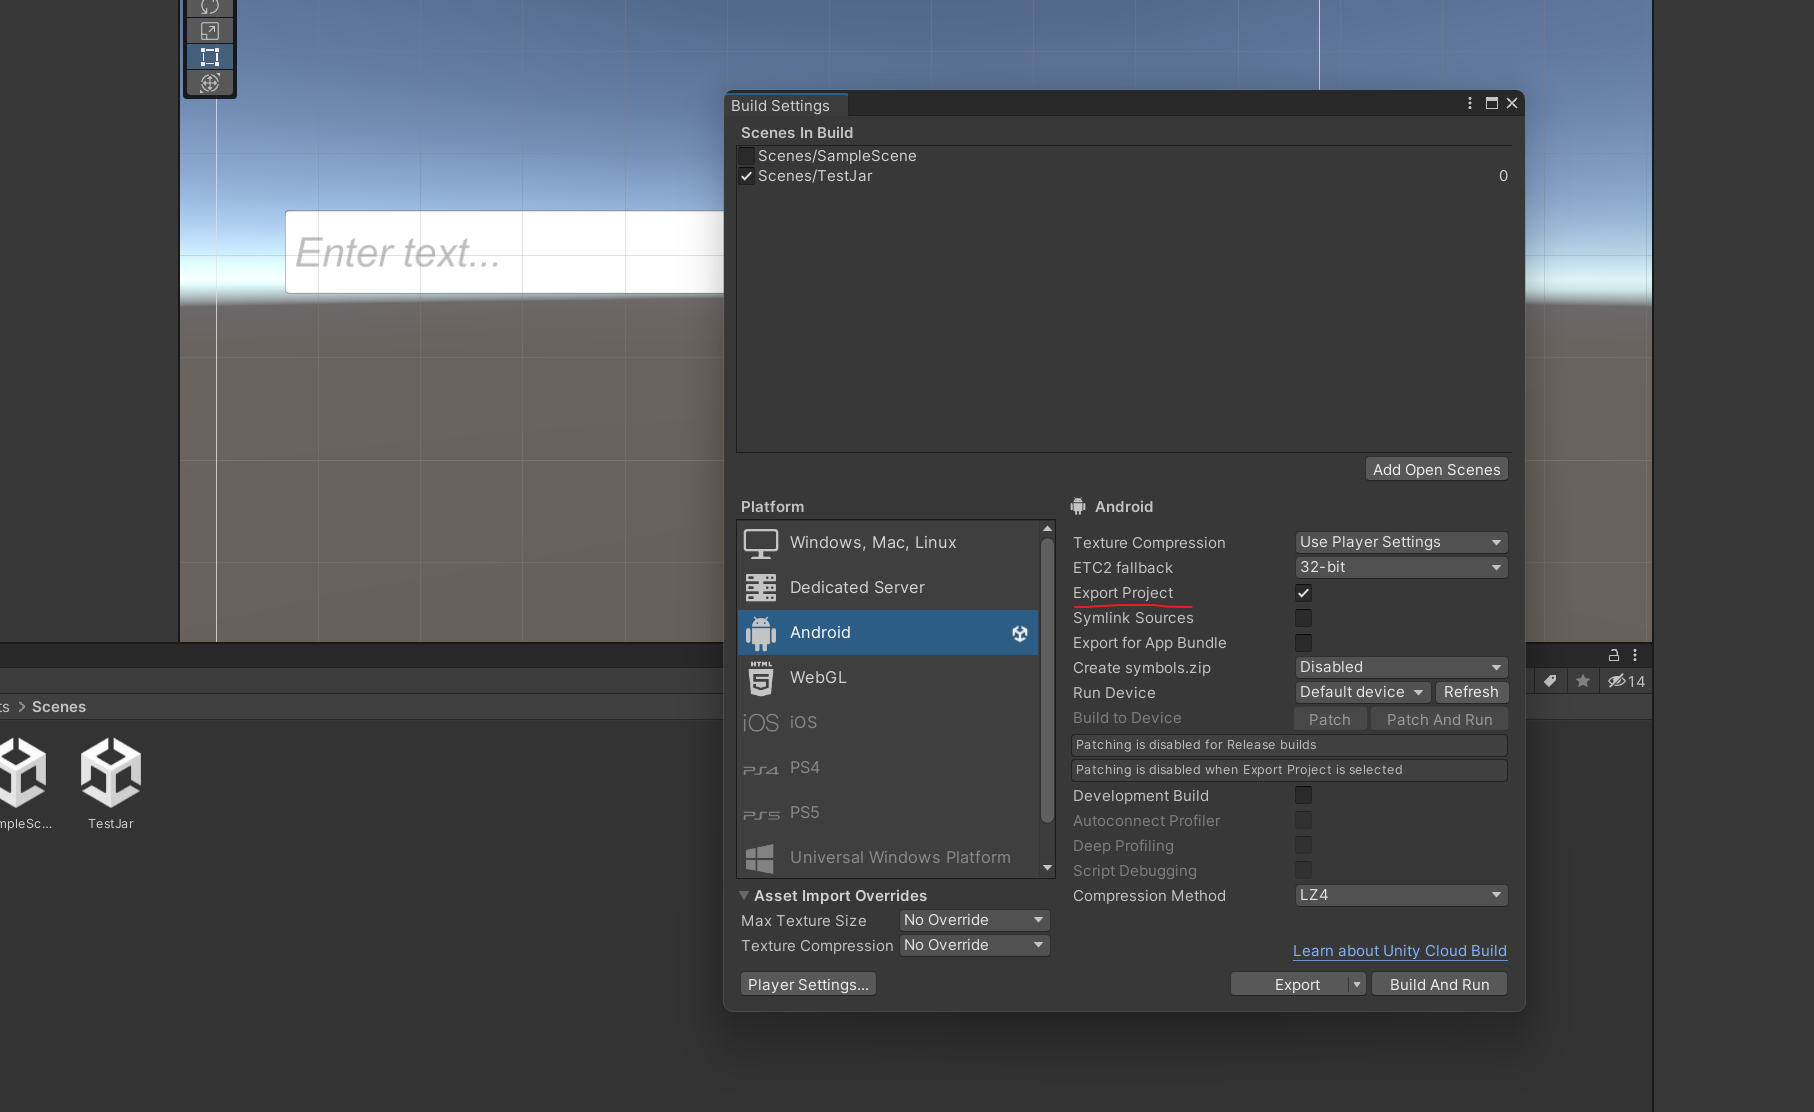 Build Settings
Scenes In Build
Scenes/SampleScene
Scenes/TestJar 0
Enter text...
Add Open Scenes
Platform
Windows, Mac, Linux
Dedicated Server
Android
HTML
5
WebGL
iOS iOS
PS4 PS4
PS5 PS5
Universal Windows Platform
Asset Import Overrides
Max Texture Size No Override
Texture Compression No Override
Player Settings...
Android
Texture Compression Use Player Settings
ETC2 fallback 32-bit
Export Project
Symlink Sources
Export for App Bundle
Create symbols.zip Disabled
Run Device Default device Refresh
Build to Device Patch Patch And Run
Patching is disabled for Release builds
Patching is disabled when Export Project is selected
Development Build
Autoconnect Profiler
Deep Profiling
Script Debugging
Compression Method LZ4
Learn about Unity Cloud Build
Export Build And Run
14
ts > Scenes
mpleSc... TestJar